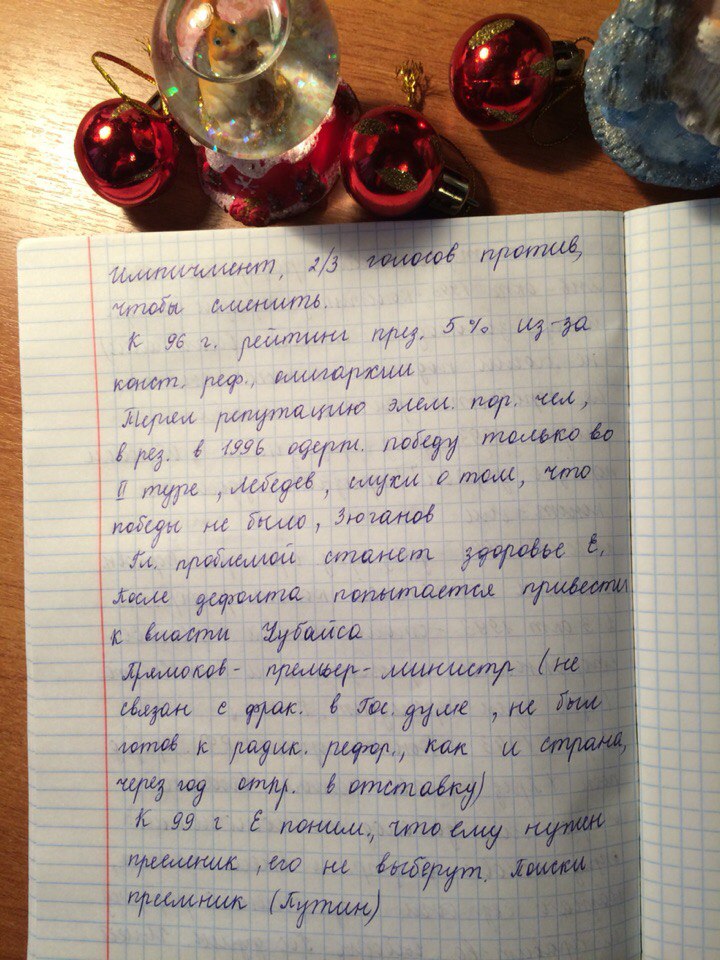 Импичмент, 2/3 голосов против,
чтобы сменить.
К 96 г. рейтинг през. 5% из-за
конст. реф., олигархии
Терял репутацию элем. пор. чел,
в рез. в 1996 одерж. победу только во
II туре, Лебедев, слухи о том, что
победы не было, Зюганов
Гл. проблемой станет здоровье Е,
После дефолта попытается привести
к власти Чубайса
Прямоков - премьер-министр (не
связан с фрак. в Гос. думе, не был
готов к радик. рефор., как и страна,
через год отпр. в отставку)
К 99 г Е поним., что ему нужен
преемник, его не выберут. Поиски
преемник (Путин)